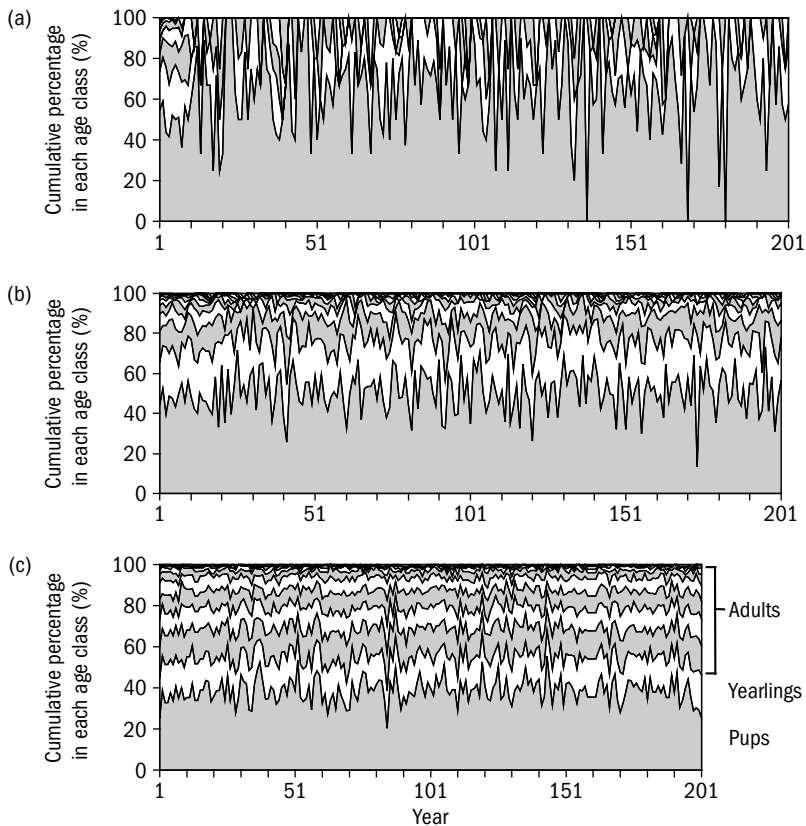 (a)
Cumulative percentage
in each age class (%)
100
80
60
40
20
0
1
51
101
151
201
(b)
Cumulative percentage
in each age class (%)
100
80
60
40
20
0
1
51
101
151
201
(c)
Cumulative percentage
in each age class (%)
100
80
60
40
20
0
1
51
101
151
201
Year
Adults
Yearlings
Pups